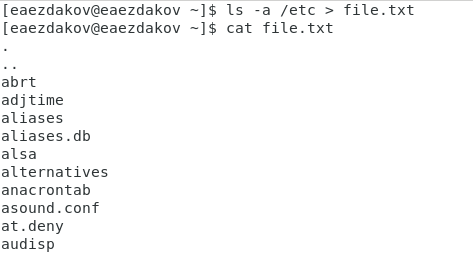 [eaezdakov@eaezdakov ~]$ ls -a /etc > file.txt
[eaezdakov@eaezdakov ~]$ cat file.txt
.
..
abrt
adjtime
aliases
aliases.db
alsa
alternatives
anacrontab
asound.conf
at.deny
audisp